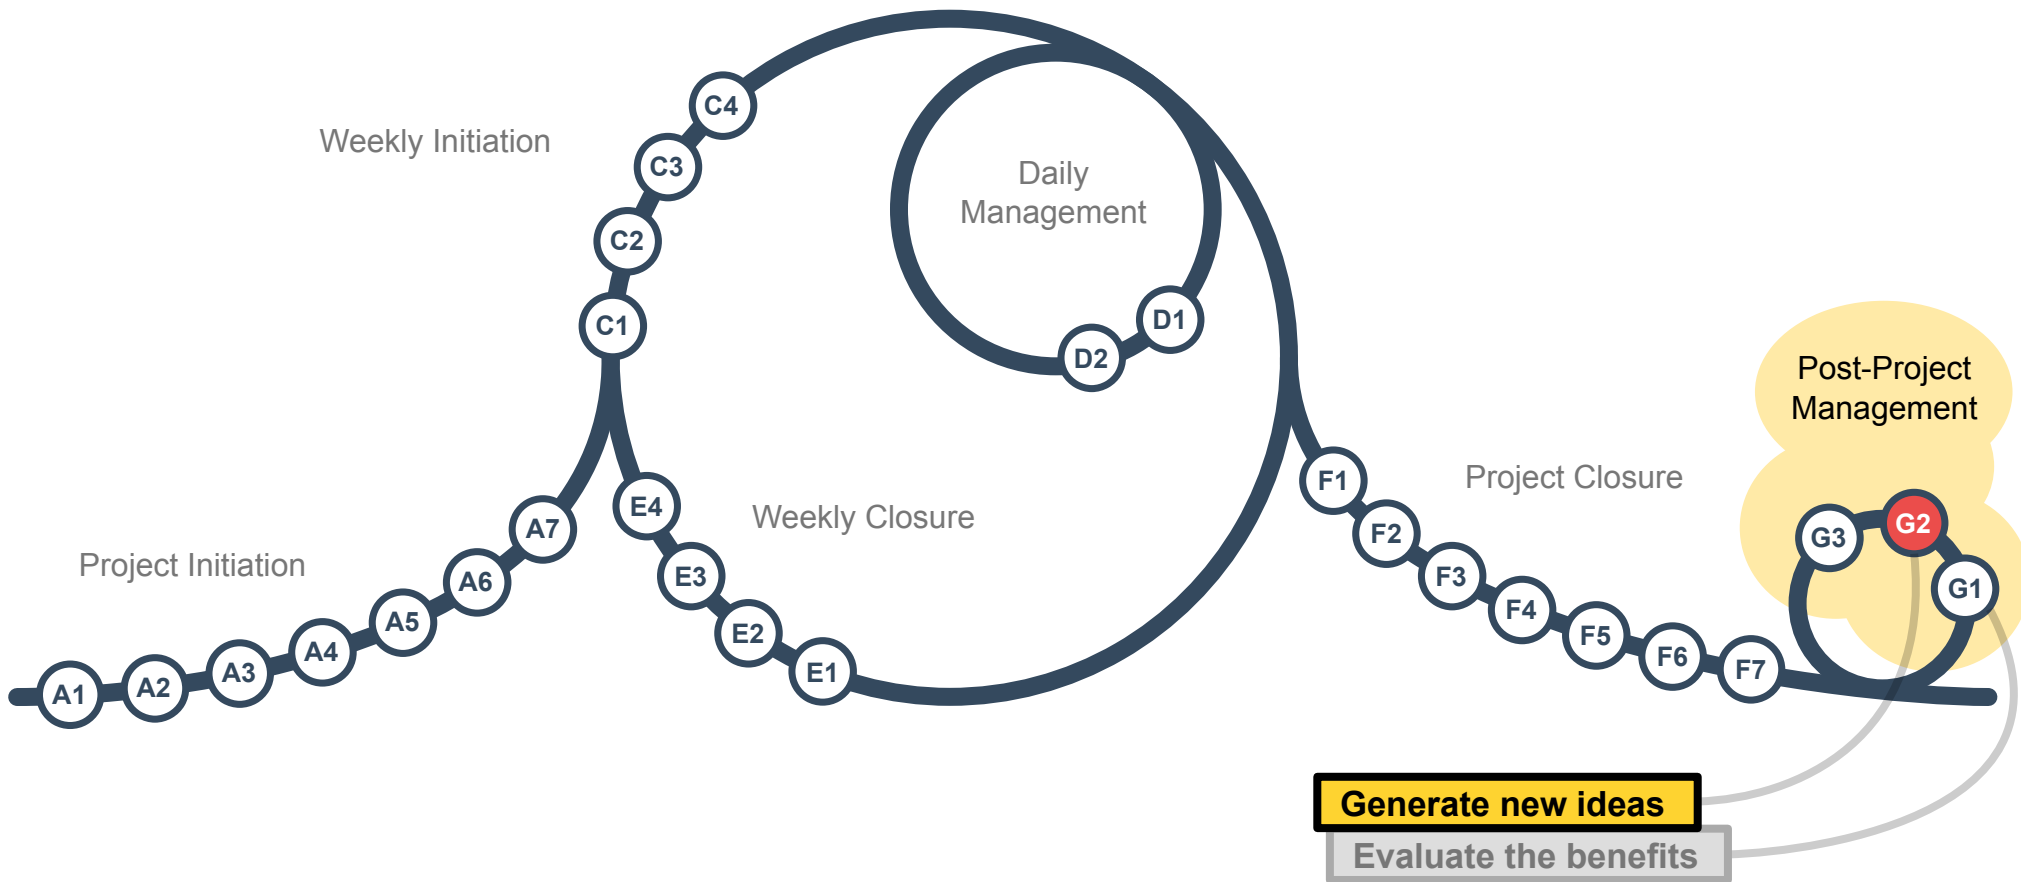 Weekly Initiation
C4
C3
C2
C1
Daily
Management
D1
D2
Post-Project
Management
Project Closure
F1
F2
F3
F4
F5
F6
F7
G3
G2
G1
Weekly Closure
E4
E3
E2
E1
Project Initiation
A7
A6
A5
A4
A3
A2
A1
Generate new ideas
Evaluate the benefits